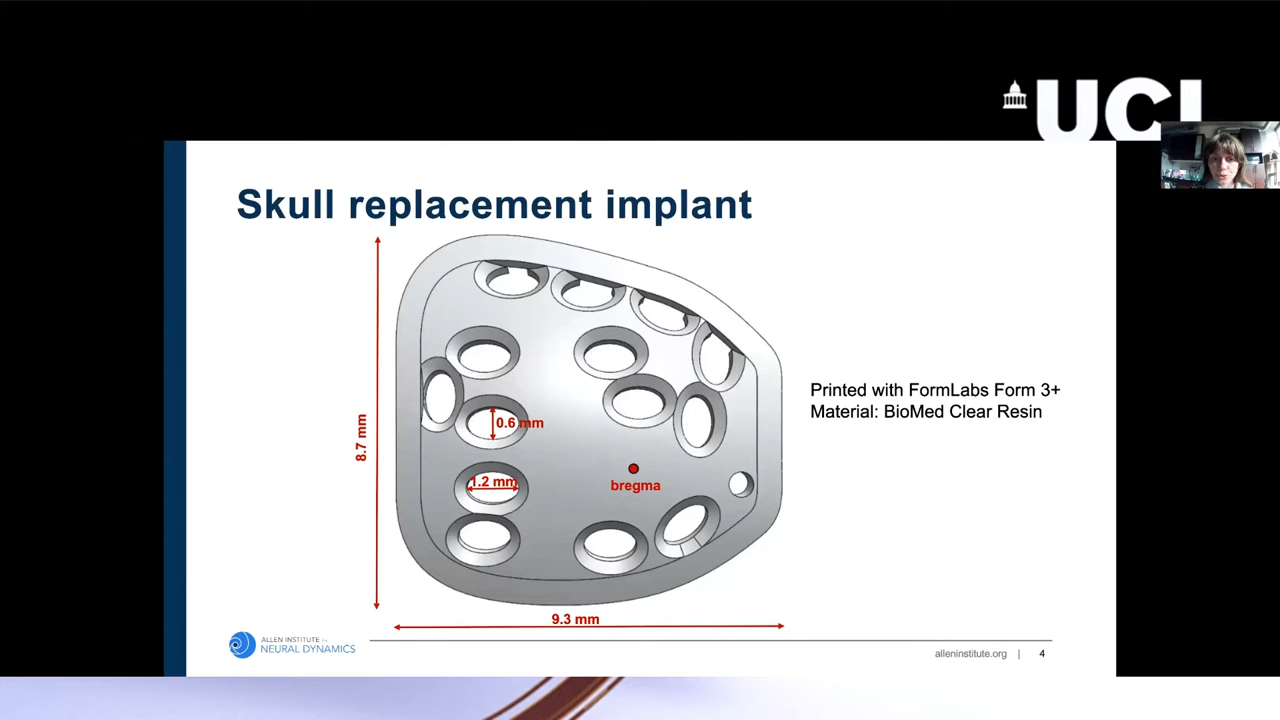 UCL
Skull replacement implant
8.7 mm
0.6 mm
1.2 mm
bregma
9.3 mm
Printed with FormLabs Form 3+
Material: BioMed Clear Resin
ALLEN INSTITUTE for
NEURAL DYNAMICS
alleninstitute.org | 4